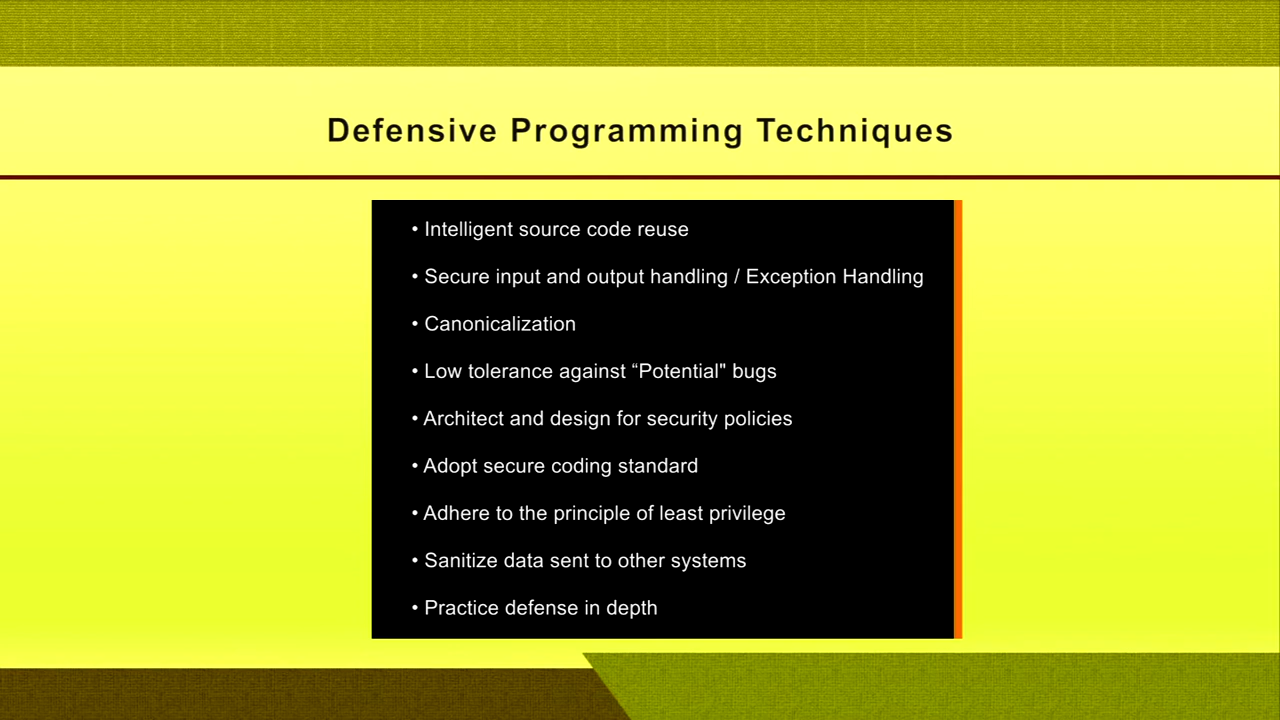 Defensive Programming Techniques
• Intelligent source code reuse
• Secure input and output handling / Exception Handling
• Canonicalization
• Low tolerance against “Potential" bugs
• Architect and design for security policies
• Adopt secure coding standard
• Adhere to the principle of least privilege
• Sanitize data sent to other systems
• Practice defense in depth